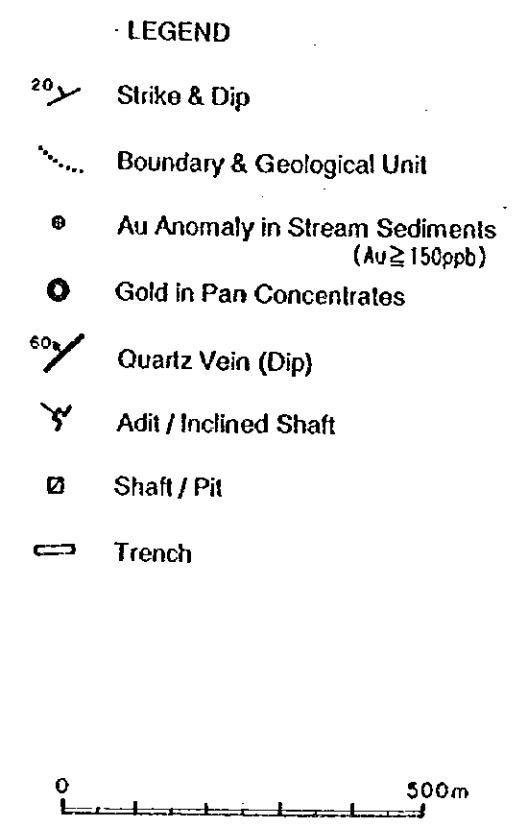 LEGEND
20 Strike & Dip
Boundary & Geological Unit
Au Anomaly in Stream Sediments
(Au≧150ppb)
Gold in Pan Concentrates
60 Quartz Vein (Dip)
Adit / Inclined Shaft
Shaft / Pit
Trench
0 500m